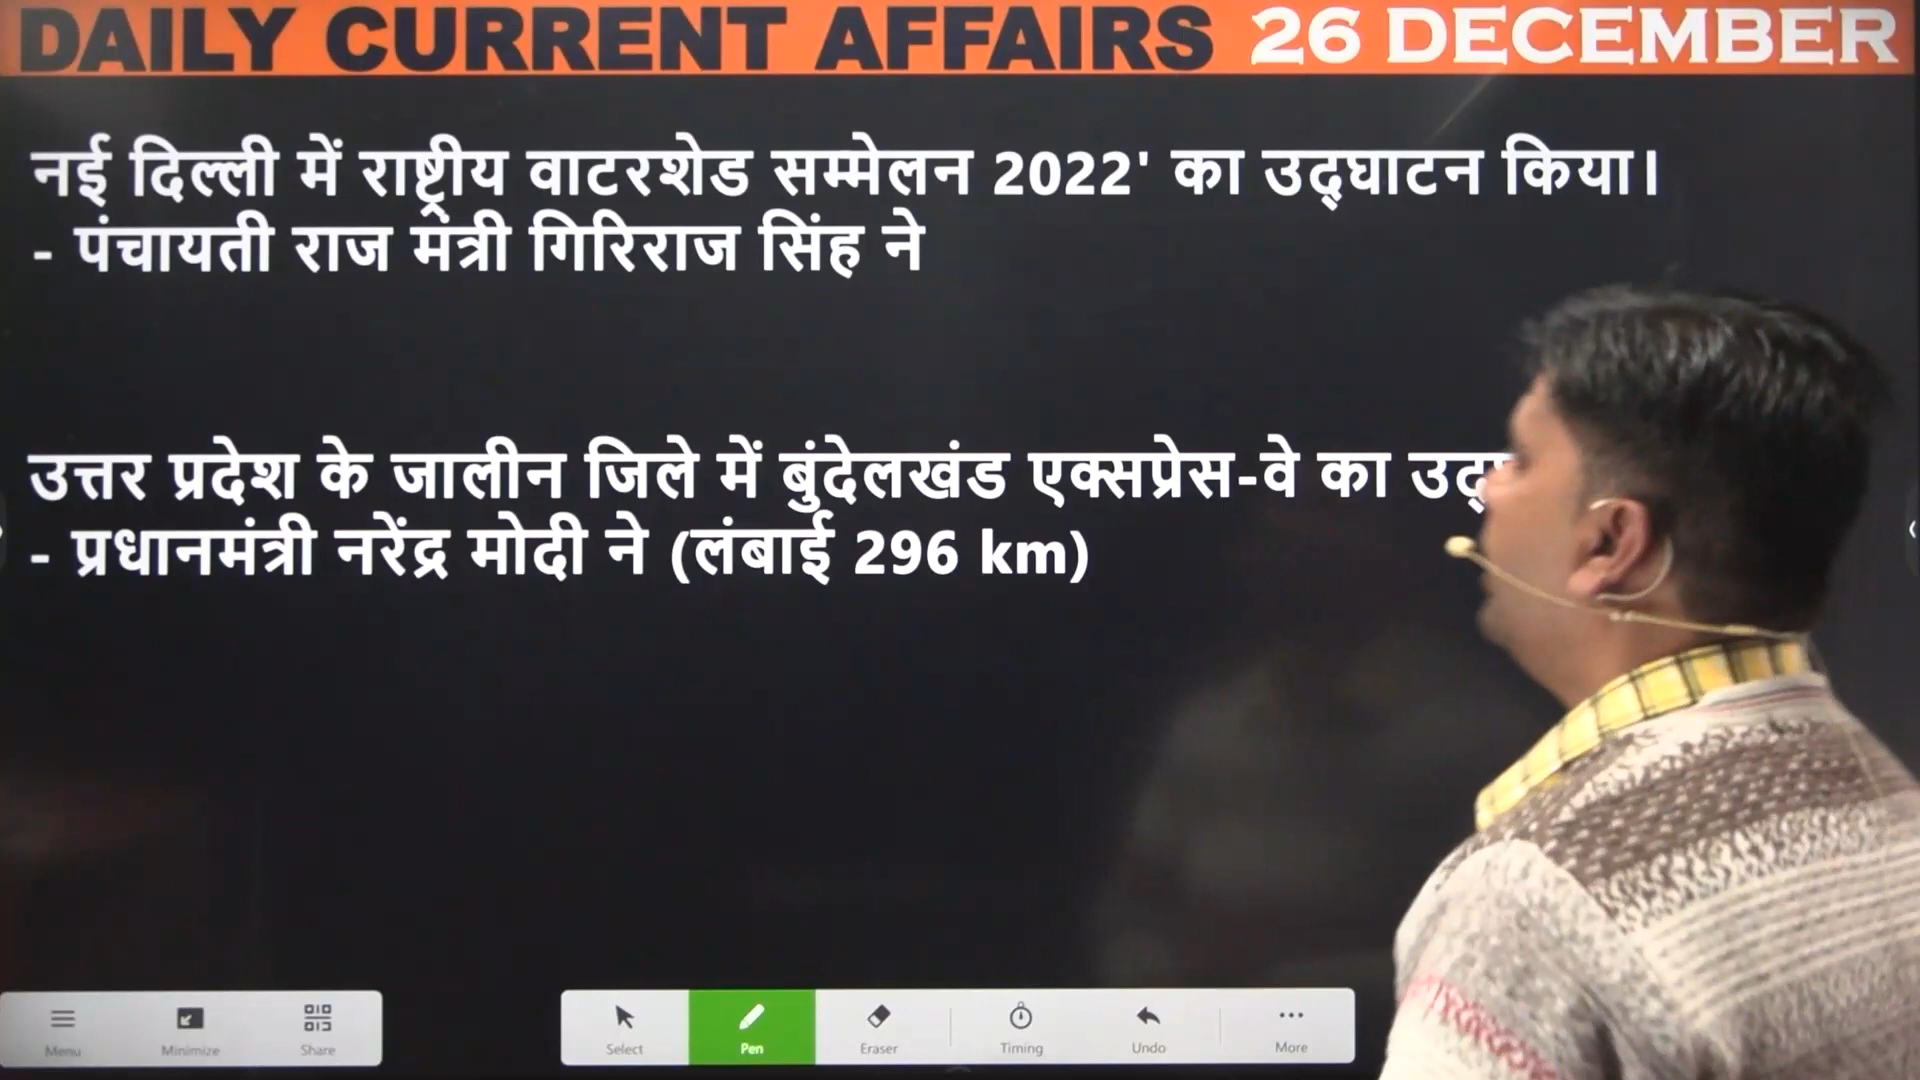 DAILY CURRENT AFFAIRS 26 DECEMBER
नई दिल्ली में राष्ट्रीय वाटरशेड सम्मेलन 2022' का उद्घाटन किया।
- पंचायती राज मंत्री गिरिराज सिंह ने
उत्तर प्रदेश के जालीन जिले में बुंदेलखंड एक्सप्रेस-वे का
- प्रधानमंत्री नरेंद्र मोदी ने (लंबाई 296 km)
Menu Minimize Share Select Pen Eraser Timing Undo More